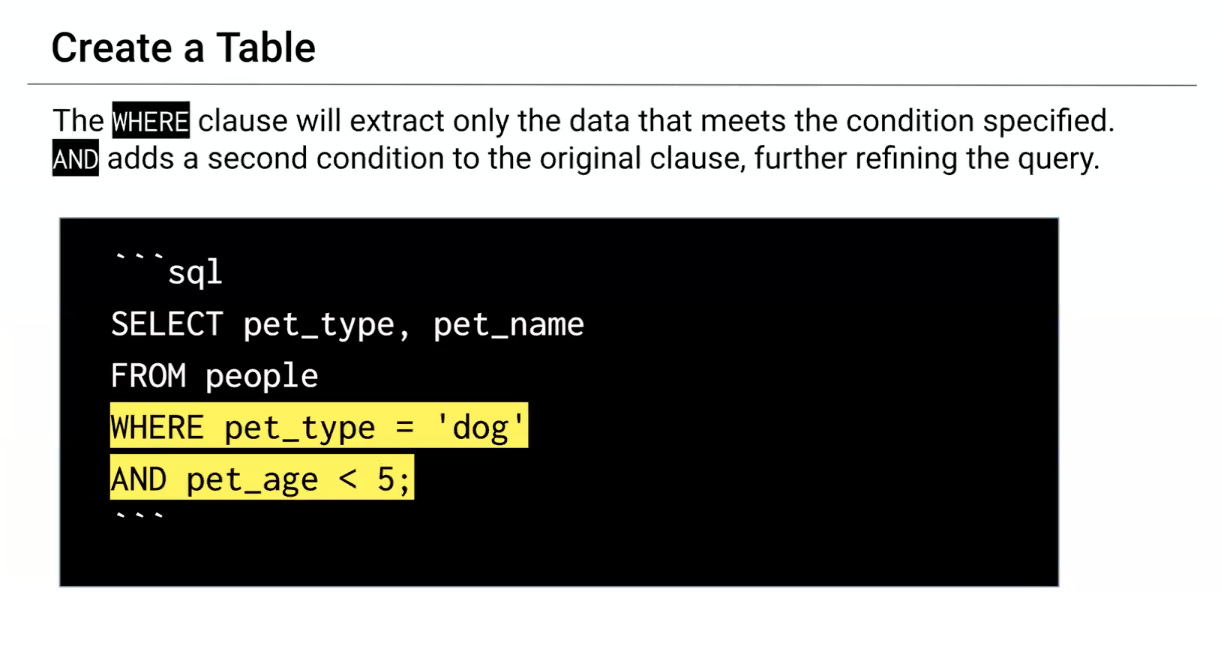 Create a Table
The WHERE clause will extract only the data that meets the condition specified.
AND adds a second condition to the original clause, further refining the query.
```sql
SELECT pet_type, pet_name
FROM people
WHERE pet_type = 'dog'
AND pet_age < 5;
```